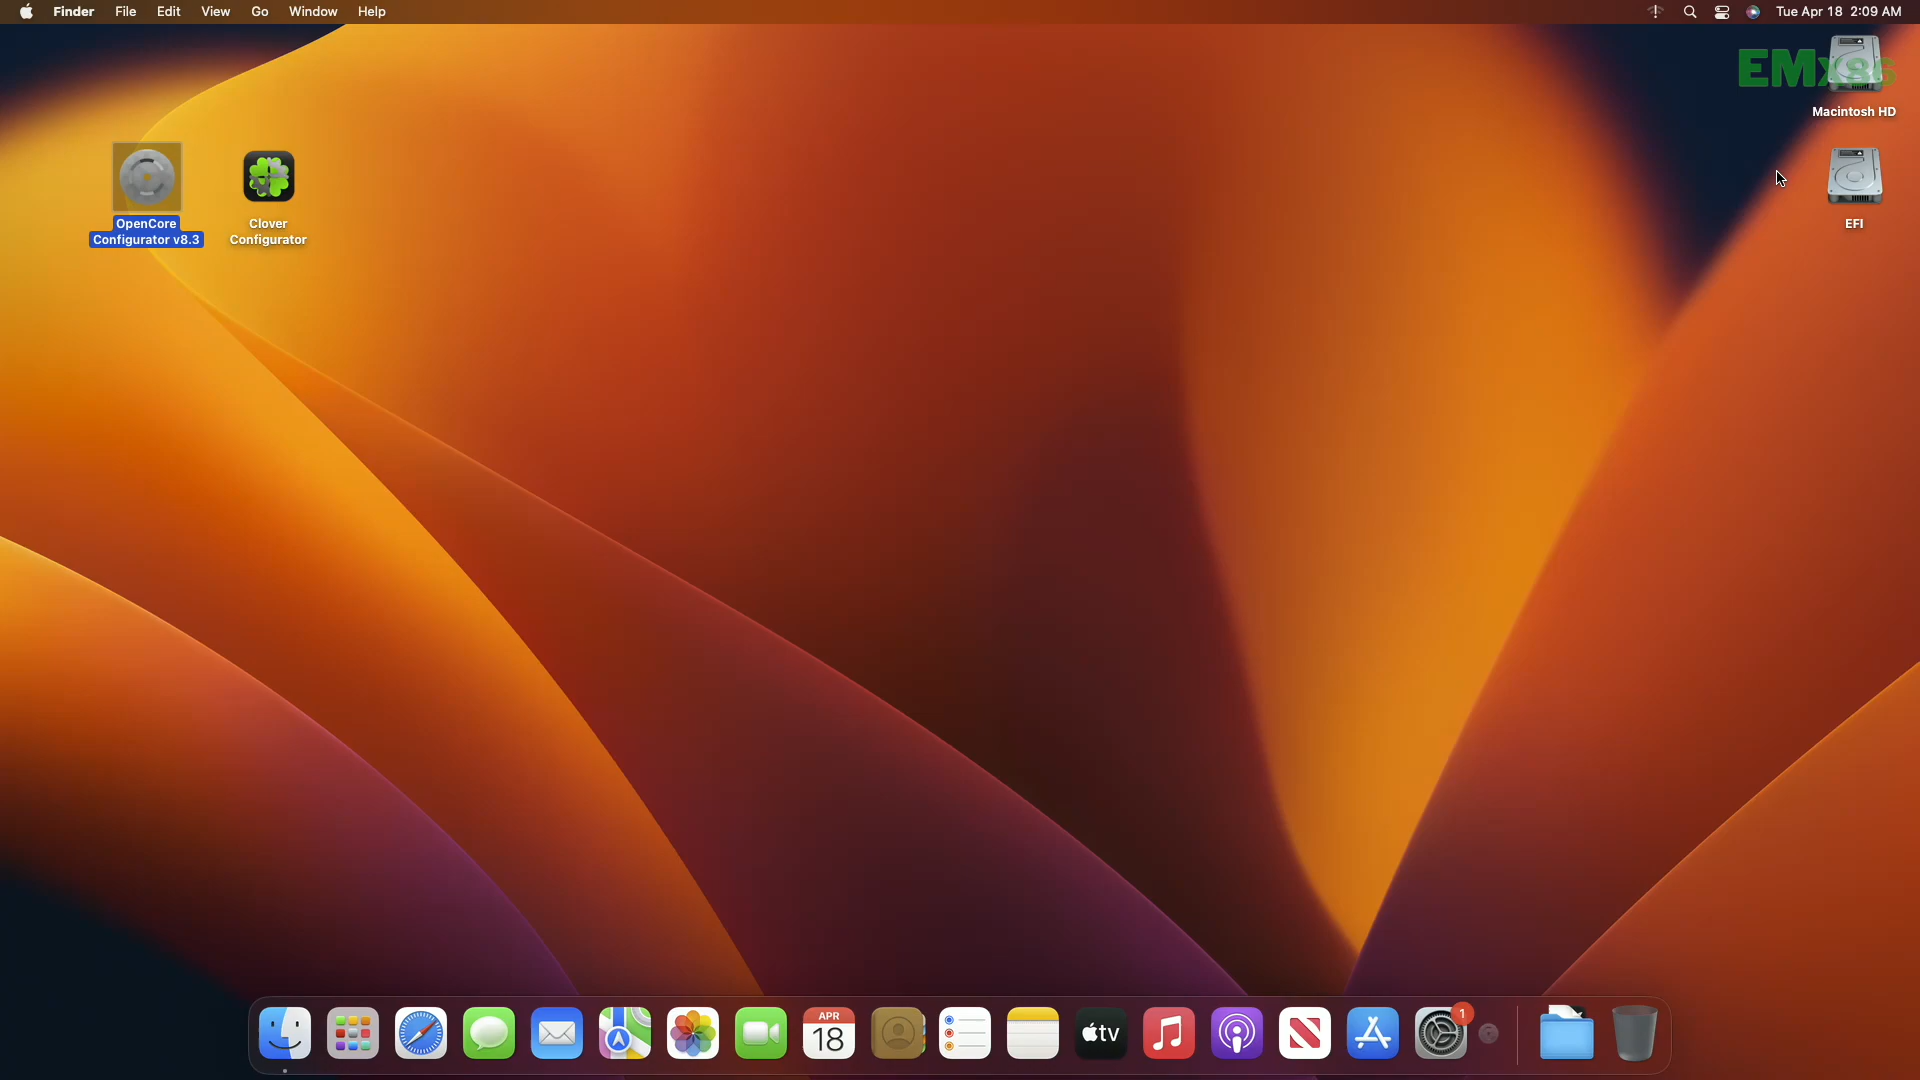 Finder File Edit View Go Window Help
Tue Apr 18 2:09 AM
EMx86
Macintosh HD
EFI
OpenCore
Configurator v8.3
Clover
Configurator
APR
18
tv
1